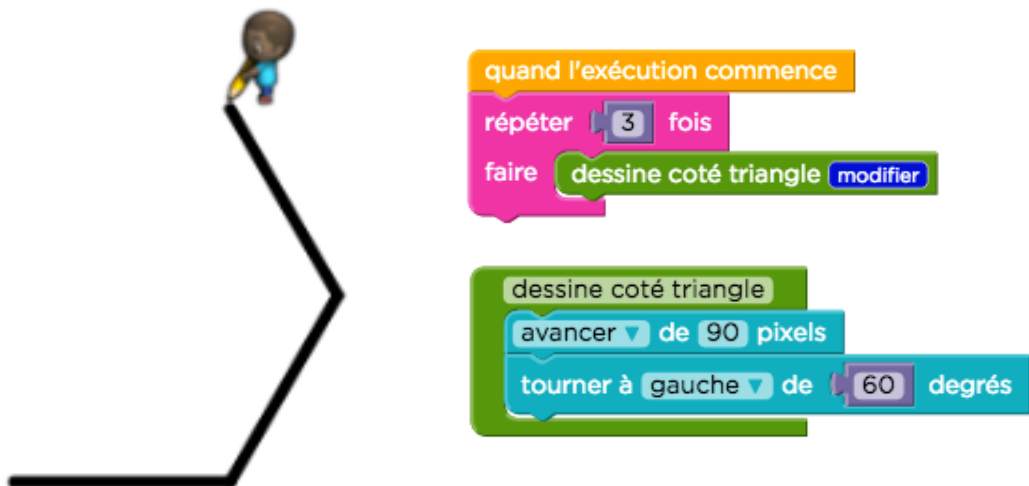 quand l'exécution commence
répéter 3 fois
faire dessine coté triangle modifier
dessine coté triangle
avancer ▼ de 90 pixels
tourner à gauche ▼ de 60 degrés